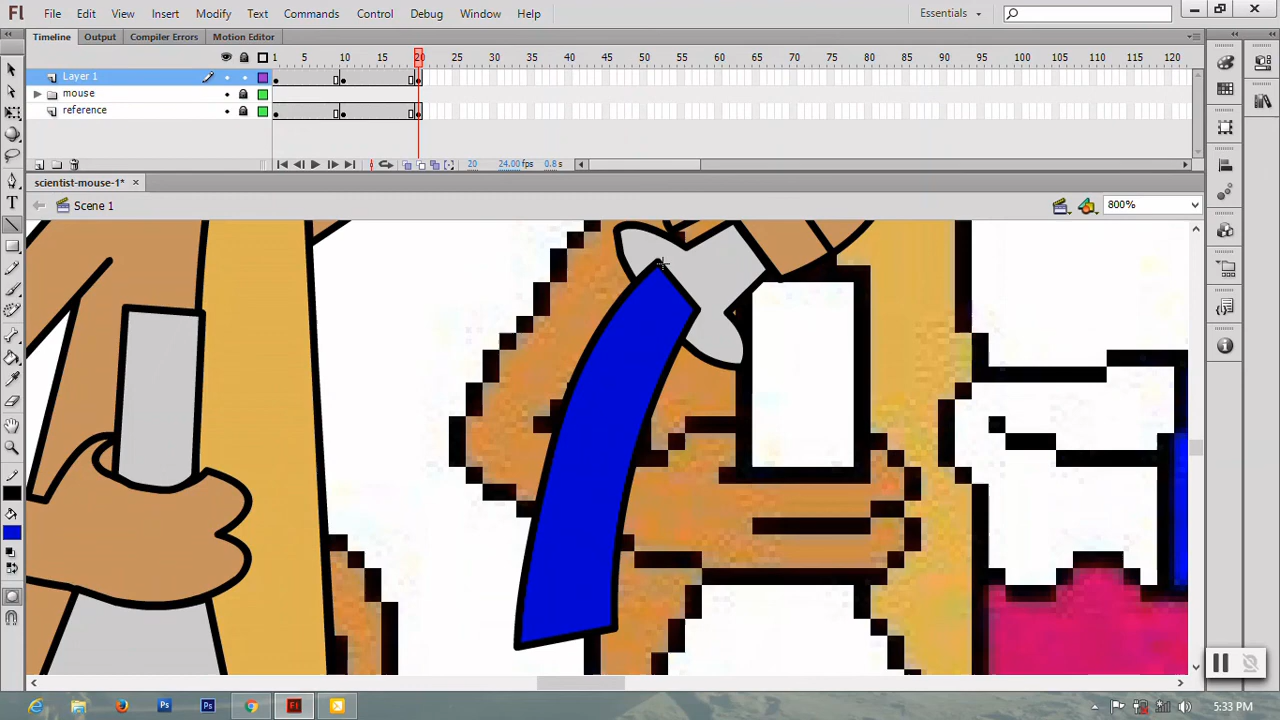 Fl File Edit View Insert Modify Text Commands Control Debug Window Help Essentials
Timeline Output Compiler Errors Motion Editor
1 5 10 15 20 25 30 35 40 45 50 55 60 65 70 75 80 85 90 95 100 105 110 115 120
Layer 1
mouse
reference
20 24.00 fps 0.8 s
scientist-mouse-1*
Scene 1 800%
T
Ps Ps Fl
5:33 PM